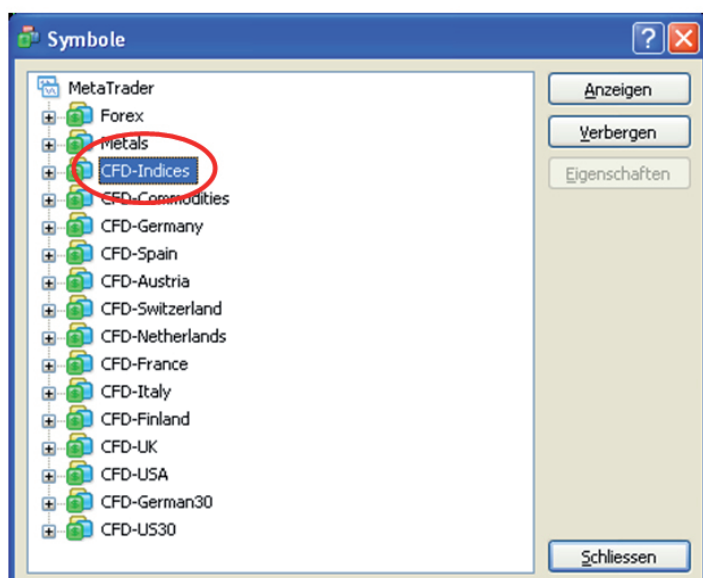 Symbole
MetaTrader
Forex
Metals
CFD-Indices
CFD-Commodities
CFD-Germany
CFD-Spain
CFD-Austria
CFD-Switzerland
CFD-Netherlands
CFD-France
CFD-Italy
CFD-Finland
CFD-UK
CFD-USA
CFD-German30
CFD-US30
Anzeigen
Verbergen
Eigenschaften
Schliessen